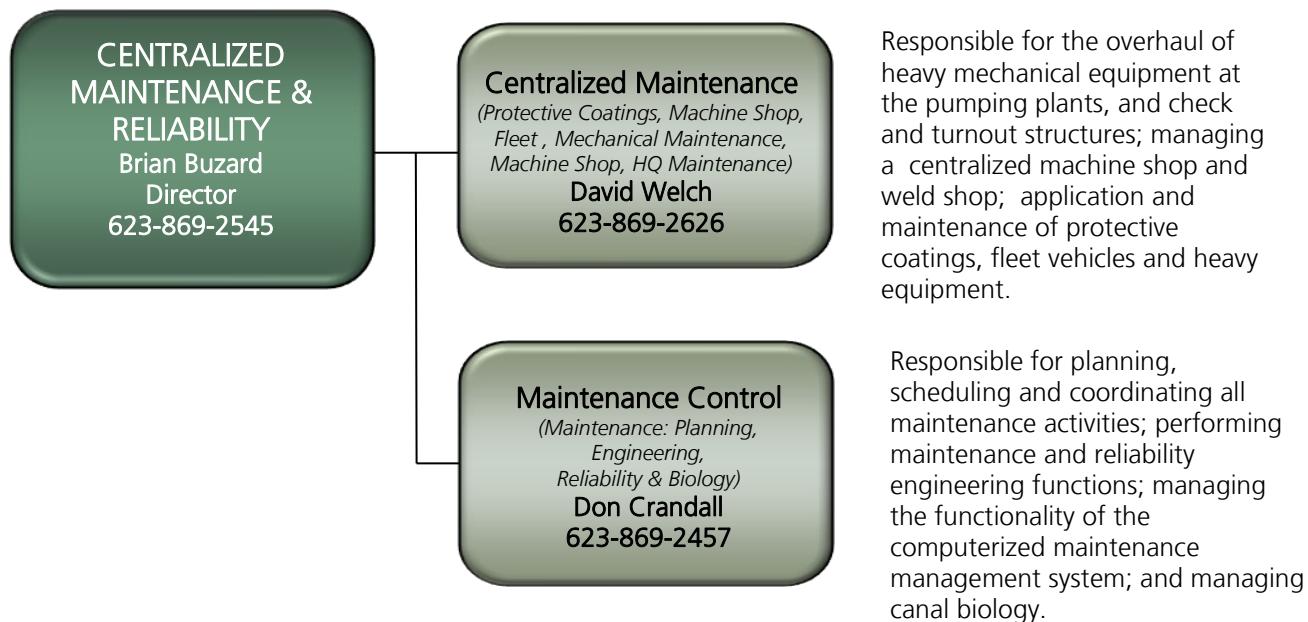 CENTRALIZED
MAINTENANCE &
RELIABILITY
Brian Buzard
Director
623-869-2545
Centralized Maintenance
(Protective Coatings, Machine Shop,
Fleet , Mechanical Maintenance,
Machine Shop, HQ Maintenance)
David Welch
623-869-2626
Responsible for the overhaul of
heavy mechanical equipment at
the pumping plants, and check
and turnout structures; managing
a  centralized machine shop and
weld shop;  application and
maintenance of protective
coatings, fleet vehicles and heavy
equipment.
Maintenance Control
(Maintenance: Planning,
Engineering,
Reliability & Biology)
Don Crandall
623-869-2457
Responsible for planning,
scheduling and coordinating all
maintenance activities; performing
maintenance and reliability
engineering functions; managing
the functionality of the
computerized maintenance
management system; and managing
canal biology.